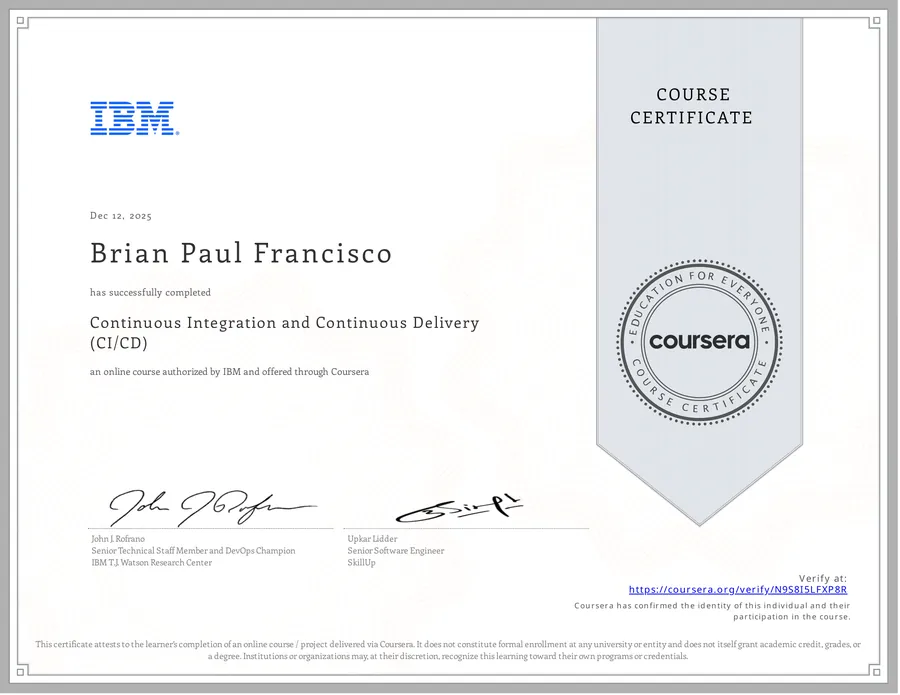 IBM®
COURSE
CERTIFICATE
Dec 12, 2025
Brian Paul Francisco
has successfully completed
Continuous Integration and Continuous Delivery
(CI/CD)
an online course authorized by IBM and offered through Coursera
EDUCATION FOR EVERYONE
coursera
COURSE CERTIFICATE
John J. Rofrano
John J. Rofrano
Senior Technical Staff Member and DevOps Champion
IBM T.J. Watson Research Center
Upkar Lidder
Senior Software Engineer
SkillUp
Verify at:
https://coursera.org/verify/N9S8I5LFXP8R
Coursera has confirmed the identity of this individual and their
participation in the course.
This certificate attests to the learner's completion of an online course / project delivered via Coursera. It does not constitute formal enrollment at any university or entity and does not itself grant academic credit, grades, or
a degree. Institutions or organizations may, at their discretion, recognize this learning toward their own programs or credentials.